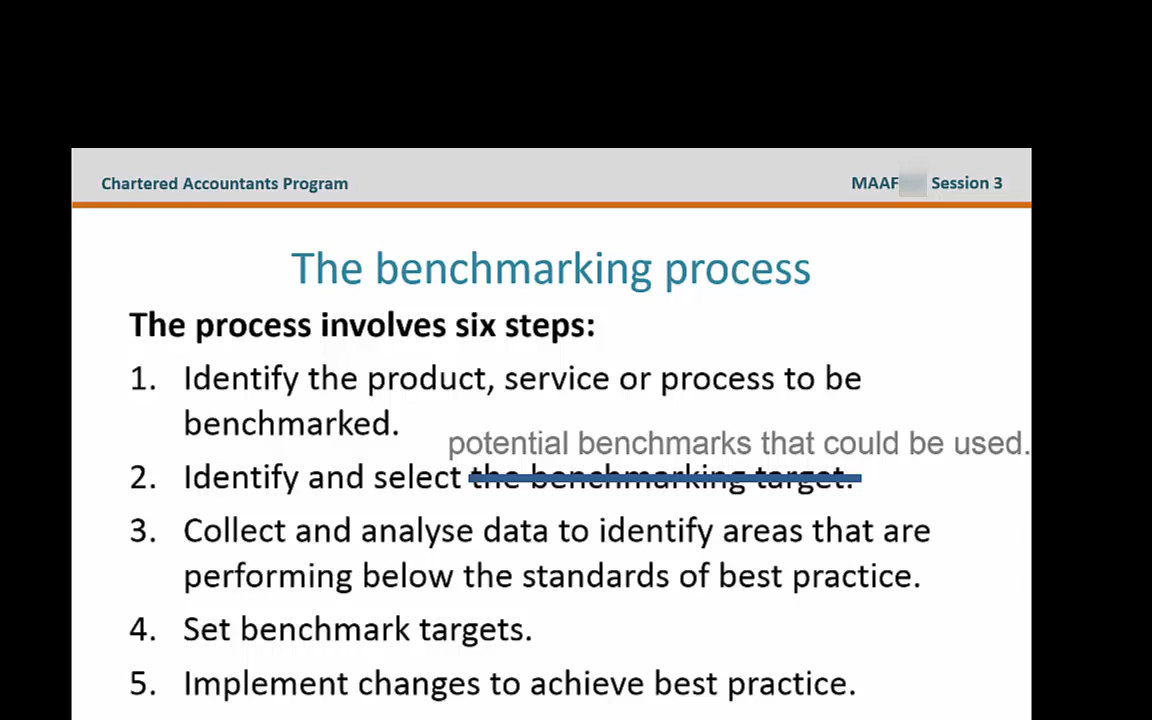 Chartered Accountants Program
MAAF Session 3
The benchmarking process
The process involves six steps:
1. Identify the product, service or process to be
benchmarked.
potential benchmarks that could be used.
2. Identify and select the benchmarking target.
3. Collect and analyse data to identify areas that are
performing below the standards of best practice.
4. Set benchmark targets.
5. Implement changes to achieve best practice.